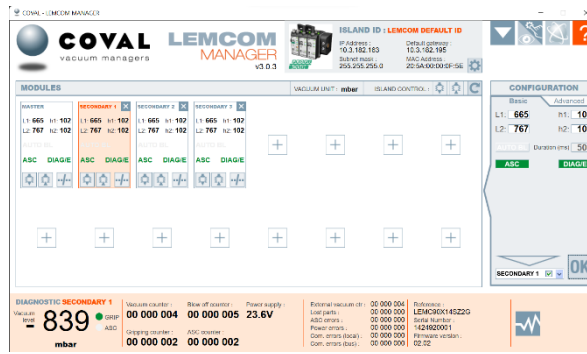 COVAL - LEMCOM MANAGER
COVAL
vacuum managers
LEMCOM
MANAGER
v3.0.3
ISLAND ID : LEMCOM DEFAULT ID
IP Address :
10.3.182.183
Default gateway :
10.3.182.195
Subnet mask :
255.255.255.0
MAC Address :
20:5A:00:00:0F:5E
?
MODULES
VACUUM UNIT : mbar
ISLAND CONTROL :
MASTER
L1: 665 h1: 102
L2: 767 h2: 102
ASC DIAG/E
SECONDARY 1
L1: 665 h1: 102
L2: 767 h2: 102
ASC DIAG/E
SECONDARY 2
L1: 665 h1: 102
L2: 767 h2: 102
ASC DIAG/E
SECONDARY 3
L1: 665 h1: 102
L2: 767 h2: 102
ASC DIAG/E
CONFIGURATION
Basic Advanced
L1: 665 h1: 10
L2: 767 h2: 10
Duration (ms) 50
ASC DIAG/E
SECONDARY 1
OK
DIAGNOSTIC SECONDARY 1
Vacuum
level
- 839
mbar
GRIP
ASC
Vacuum counter :
00 000 004
Blow off counter :
00 000 005
Power supply :
23.6V
Gripping counter :
00 000 002
ASC counter :
00 000 002
External vacuum ctr : 00 000 004
Lost parts : 00 000 000
ASC errors : 00 000 000
Power errors : 00 000 000
Com. errors (local) : 00 000 000
Com. errors (bus) : 00 000 000
Reference :
LEMC90X14SZ2G
Serial Number :
1424920001
Firmware version :
02.02